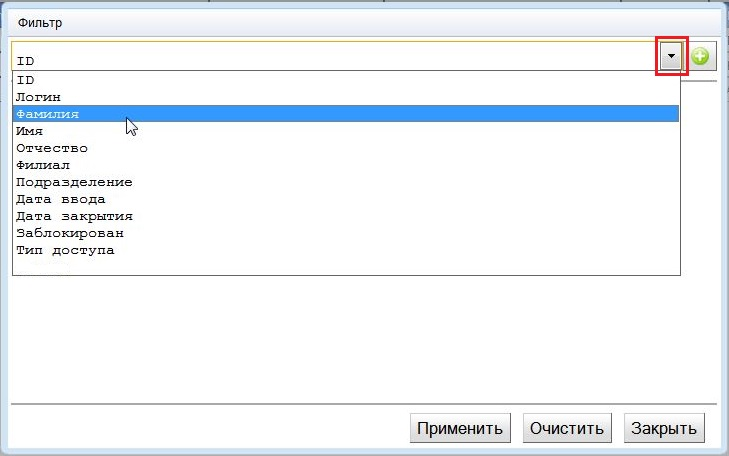 Фильтр
ID
ID
Логин
Фамилия
Имя
Отчество
Филиал
Подразделение
Дата ввода
Дата закрытия
Заблокирован
Тип доступа
Применить Очистить Закрыть